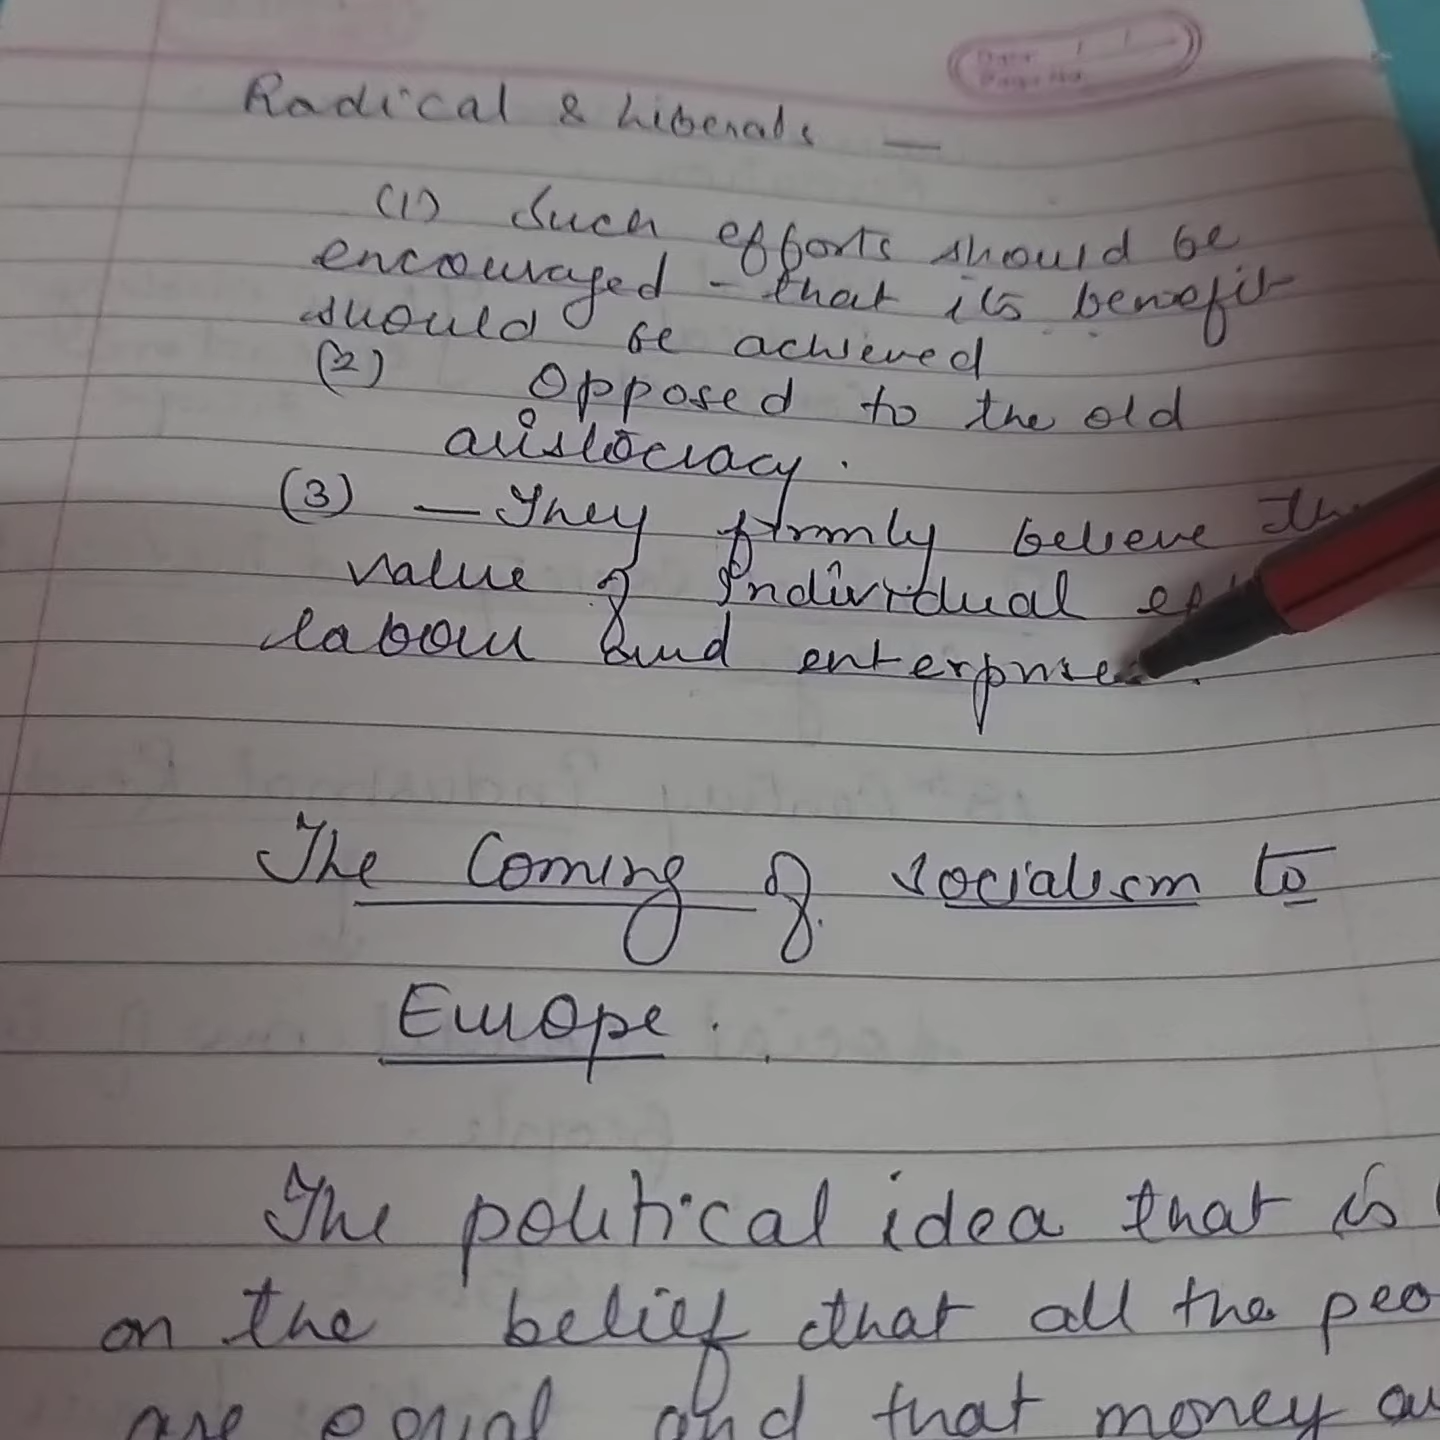 Radical & Liberals —
(1) Such efforts should be
encouraged - that its benefit
should be achieved
(2) Opposed to the old
aristocracy.
(3) — They firmly believe
value of Individual
labour and enterprise
The Coming of socialism to
Europe.
The political idea that is
on the belief that all the
are equal and that money